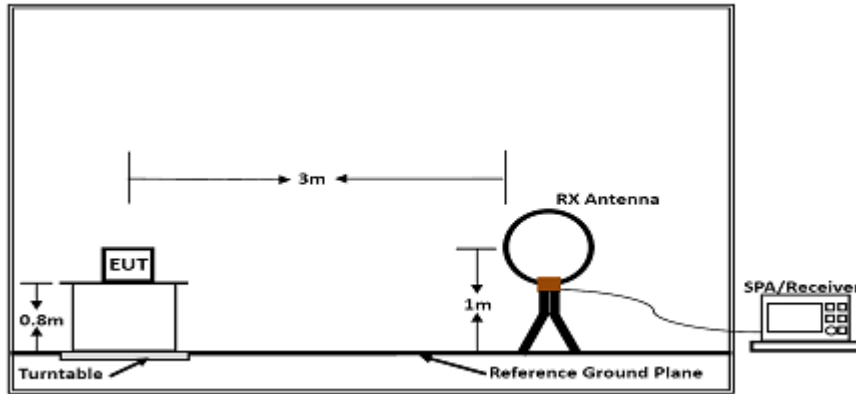 3m
RX Antenna
EUT
SPA/Receiver
1m
0.8m
Turntable
Reference Ground Plane